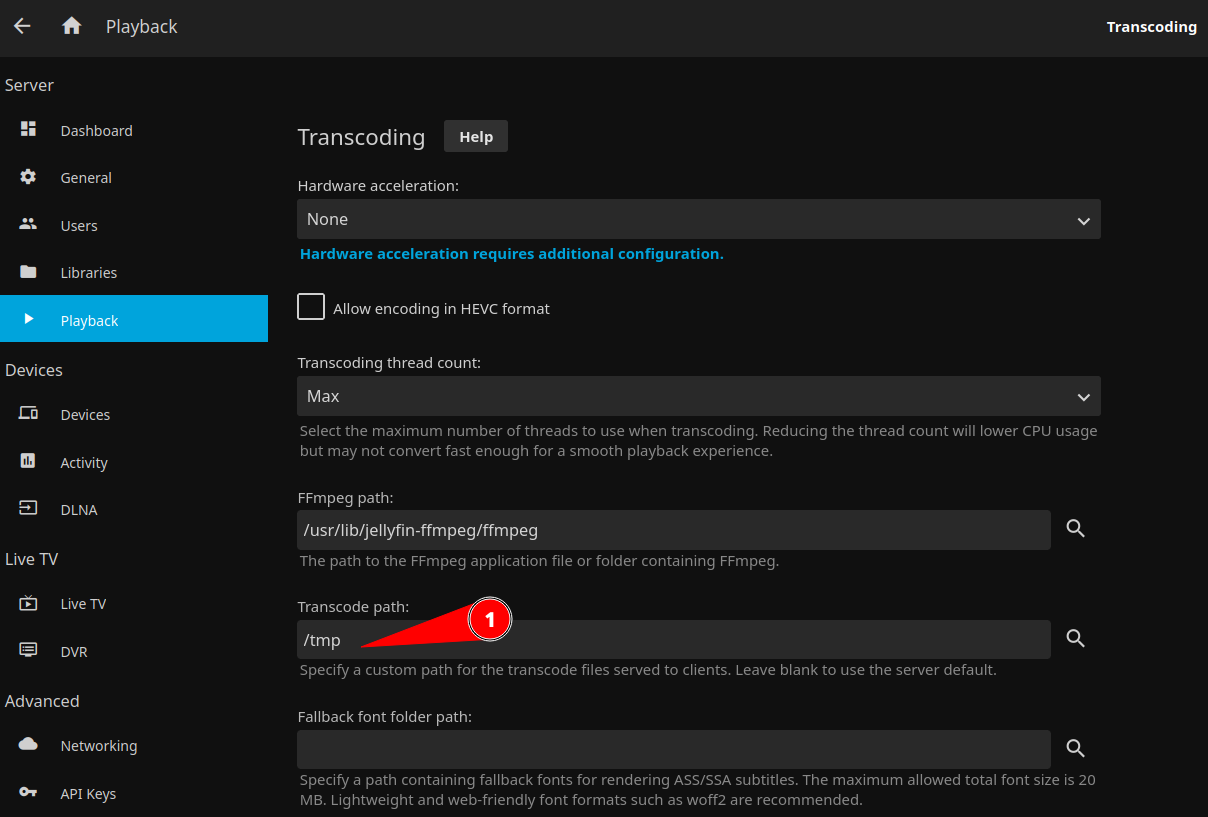 Playback
Transcoding
Server
Dashboard
General
Users
Libraries
Playback
Devices
Devices
Activity
DLNA
Live TV
Live TV
DVR
Advanced
Networking
API Keys
Transcoding
Help
Hardware acceleration:
None
Hardware acceleration requires additional configuration.
Allow encoding in HEVC format
Transcoding thread count:
Max
Select the maximum number of threads to use when transcoding. Reducing the thread count will lower CPU usage
but may not convert fast enough for a smooth playback experience.
FFmpeg path:
/usr/lib/jellyfin-ffmpeg/ffmpeg
The path to the FFmpeg application file or folder containing FFmpeg.
Transcode path:
1
/tmp
Specify a custom path for the transcode files served to clients. Leave blank to use the server default.
Fallback font folder path:
Specify a path containing fallback fonts for rendering ASS/SSA subtitles. The maximum allowed total font size is 20
MB. Lightweight and web-friendly font formats such as woff2 are recommended.